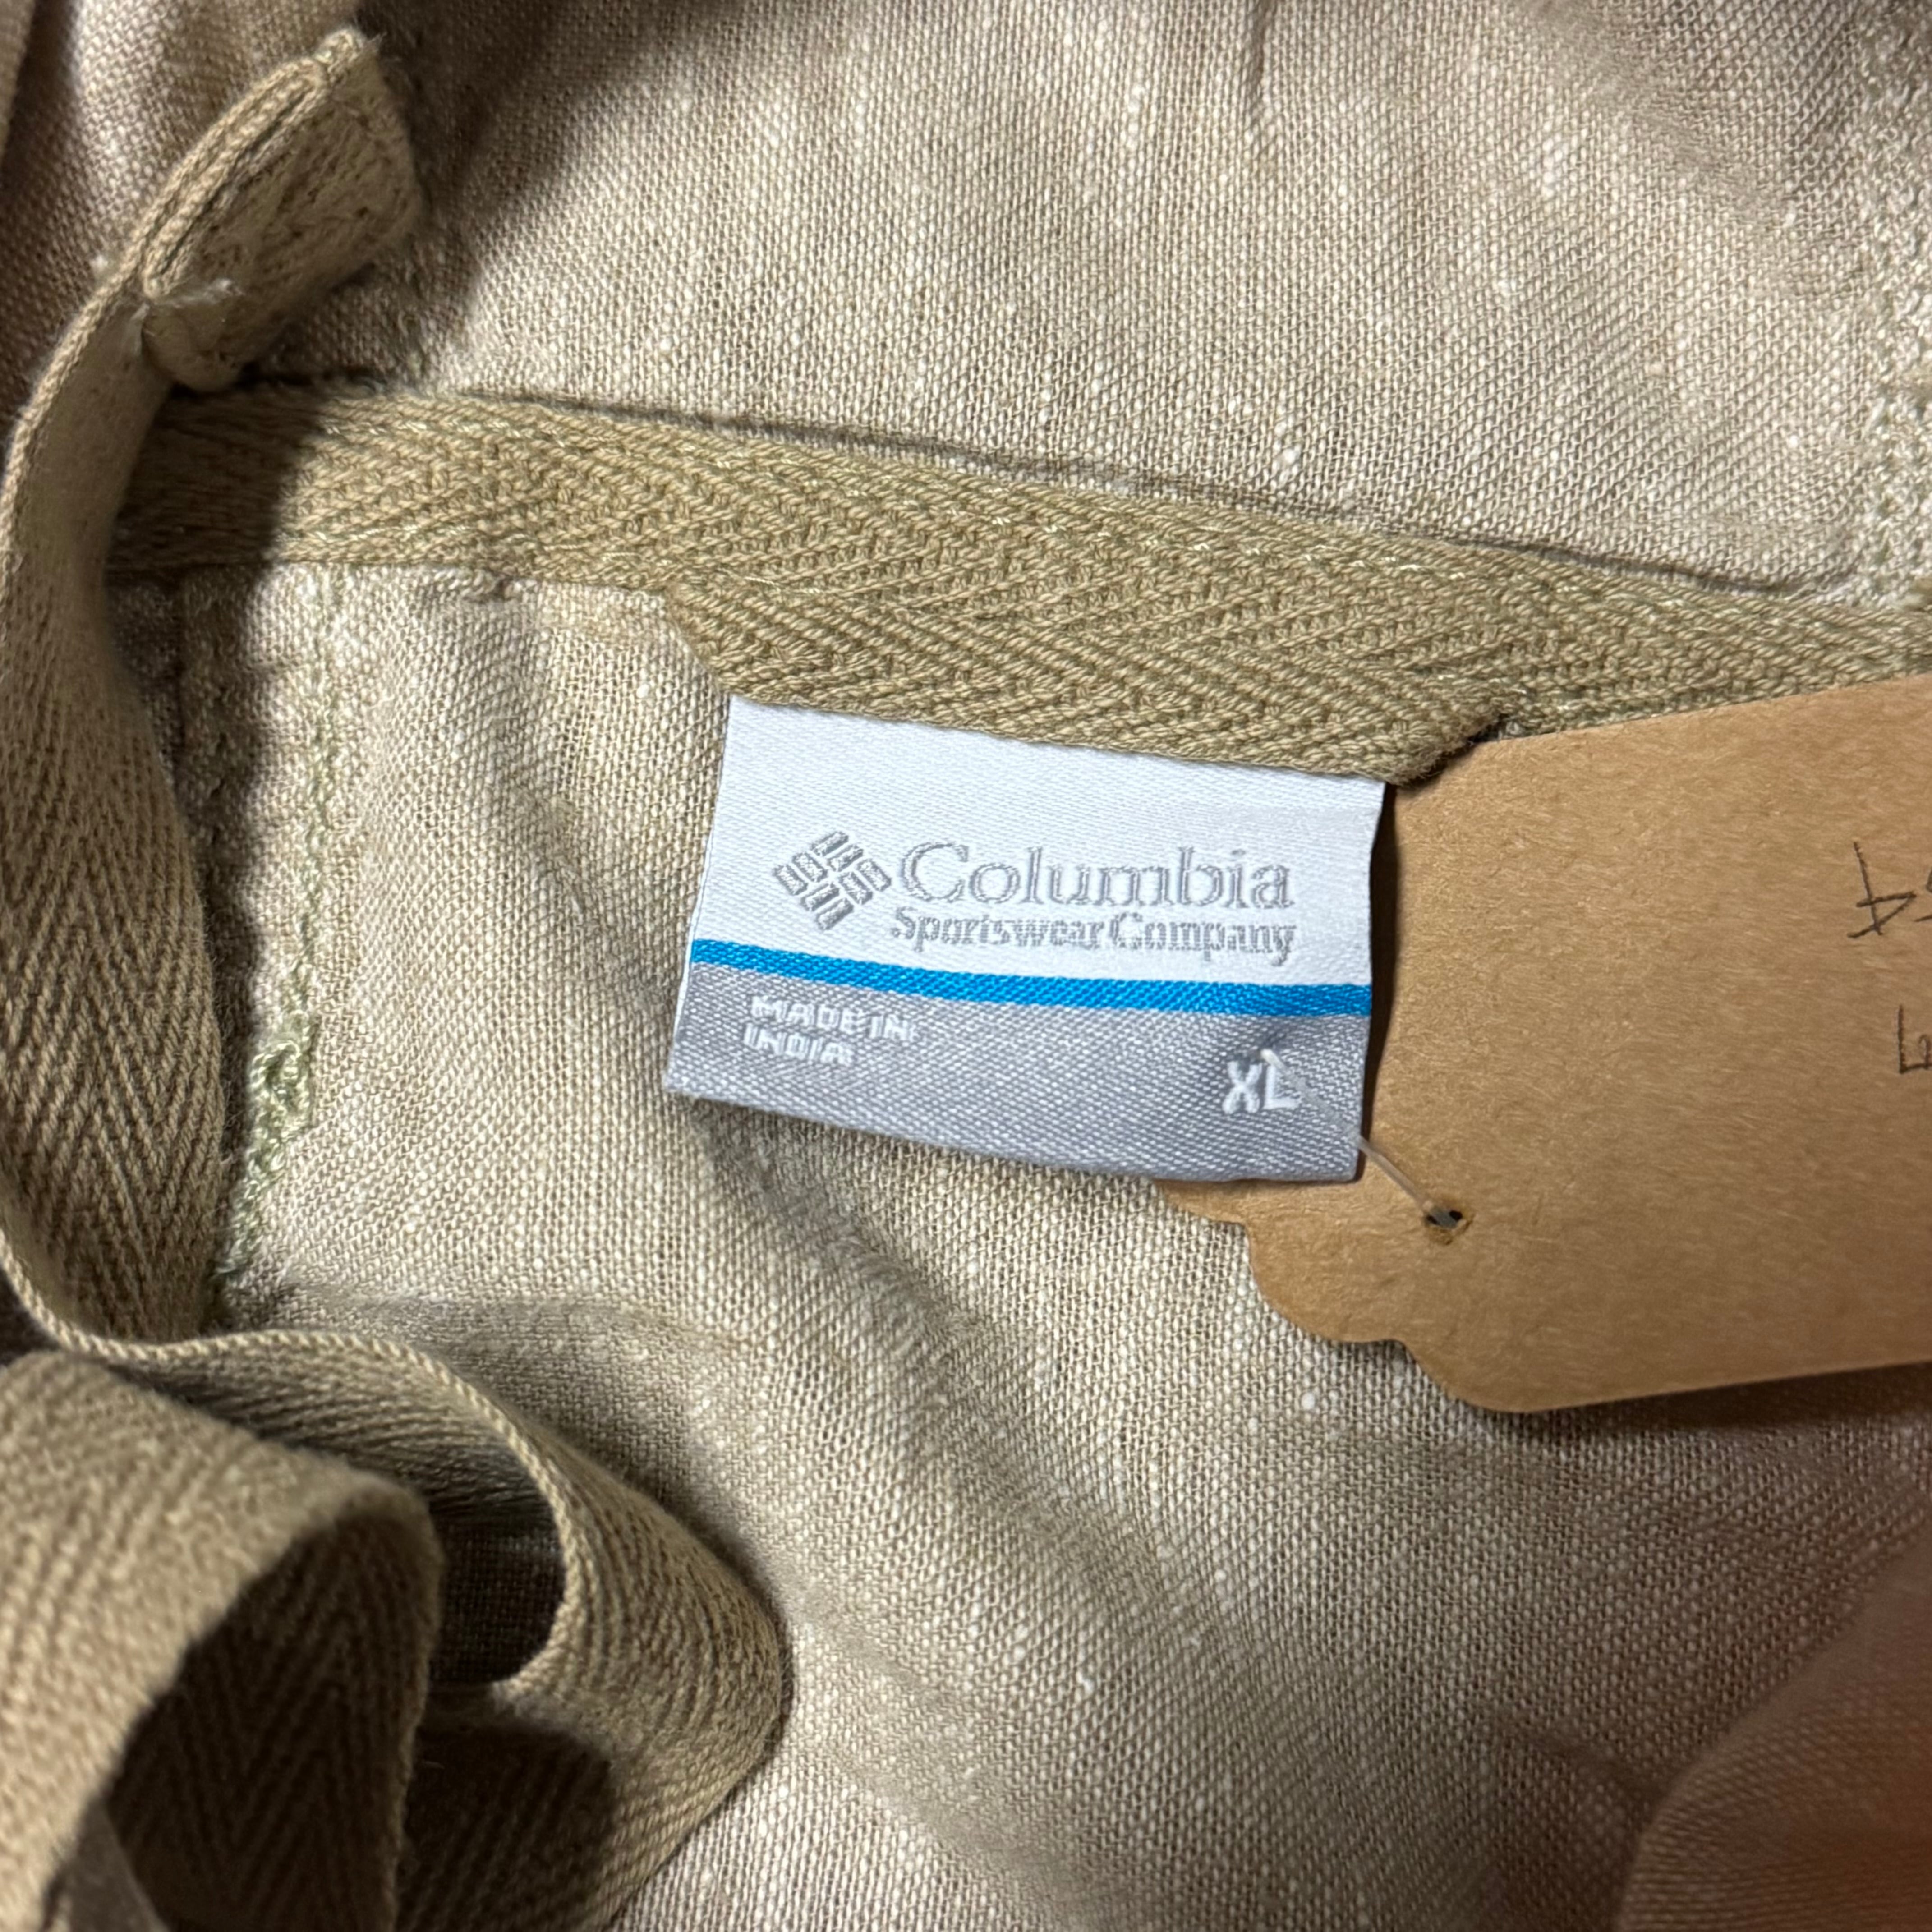 Columbia
Sportswear Company
MADE IN
INDIA
XL